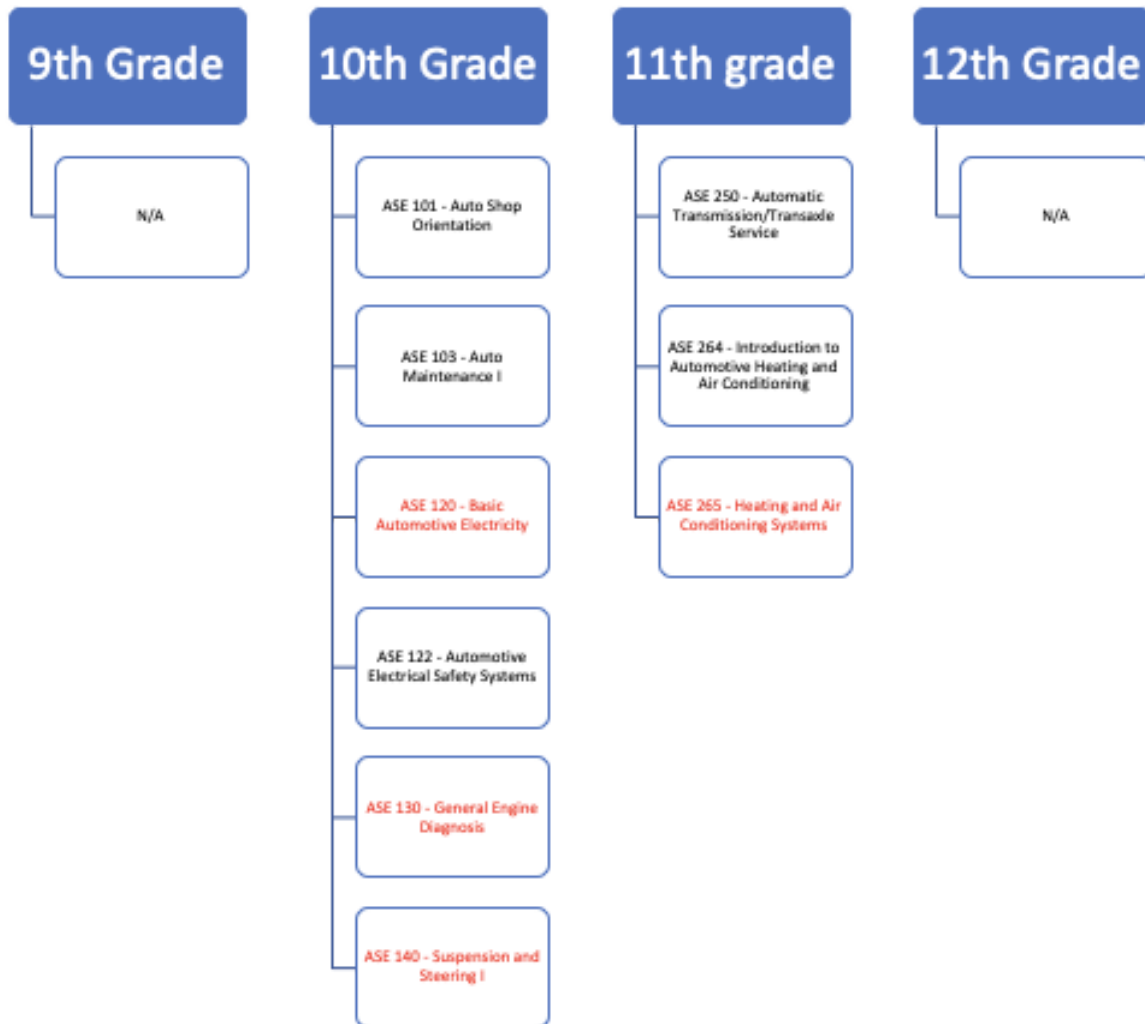 9th Grade
N/A
10th Grade
ASE 101 - Auto Shop
Orientation
ASE 103 - Auto
Maintenance I
ASE 120 - Basic
Automotive Electricity
ASE 122 - Automotive
Electrical Safety Systems
ASE 130 - General Engine
Diagnosis
ASE 140 - Suspension and
Steering I
11th grade
ASE 250 - Automatic
Transmission/Transaxle
Service
ASE 264 - Introduction to
Automotive Heating and
Air Conditioning
ASE 265 - Heating and Air
Conditioning Systems
12th Grade
N/A